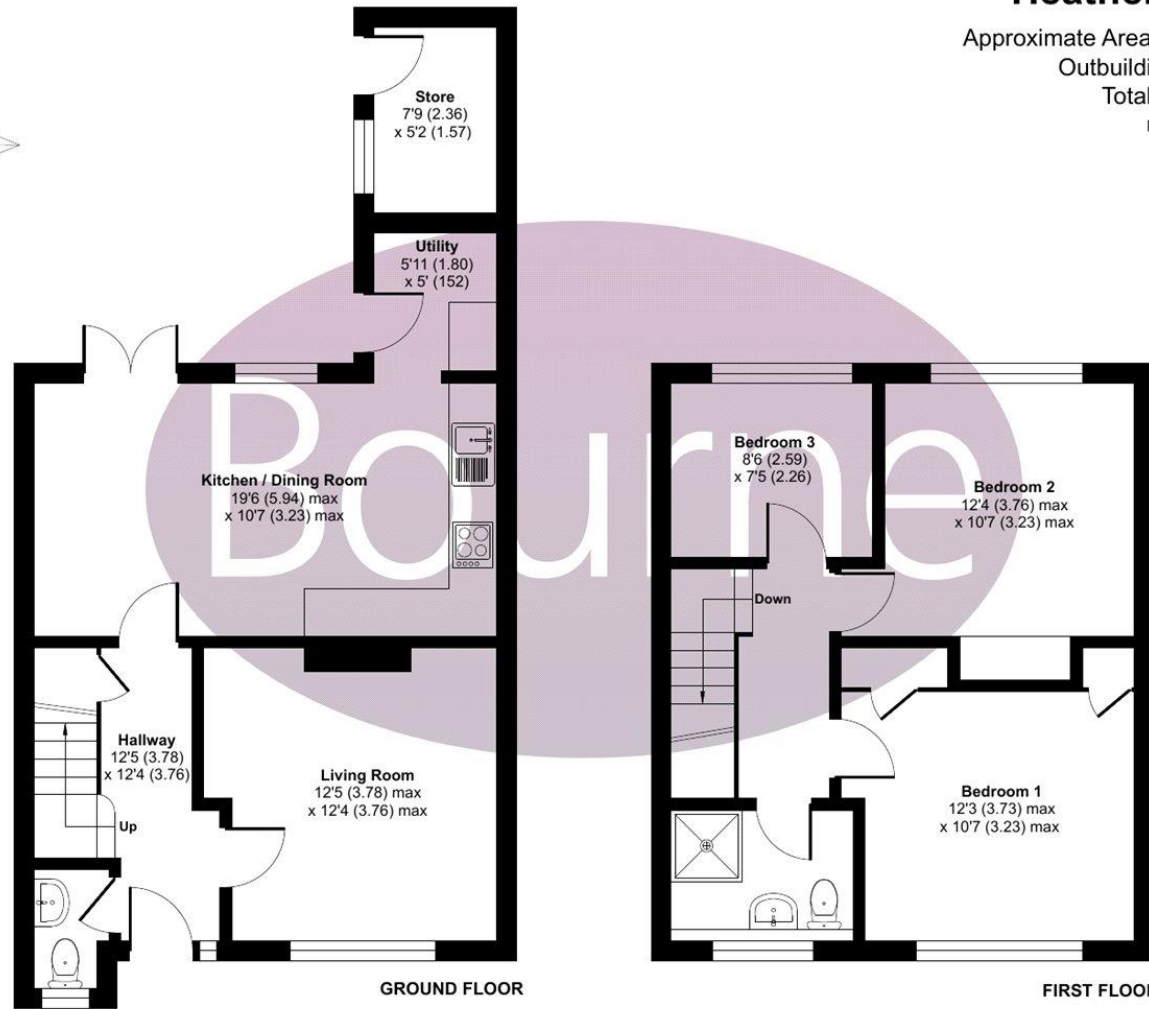 Approximate Area
Total
Store
7'9 (2.36)
x 5'2 (1.57)
Utility
5'11 (1.80)
x 5' (152)
Bourne
Kitchen / Dining Room
19'6 (5.94) max
x 10'7 (3.23) max
Bedroom 3
8'6 (2.59)
x 7'5 (2.26)
Bedroom 2
12'4 (3.76) max
x 10'7 (3.23) max
Down
Hallway
12'5 (3.78)
x 12'4 (3.76)
Living Room
12'5 (3.78) max
x 12'4 (3.76) max
Up
Bedroom 1
12'3 (3.73) max
x 10'7 (3.23) max
GROUND FLOOR
FIRST FLOOR